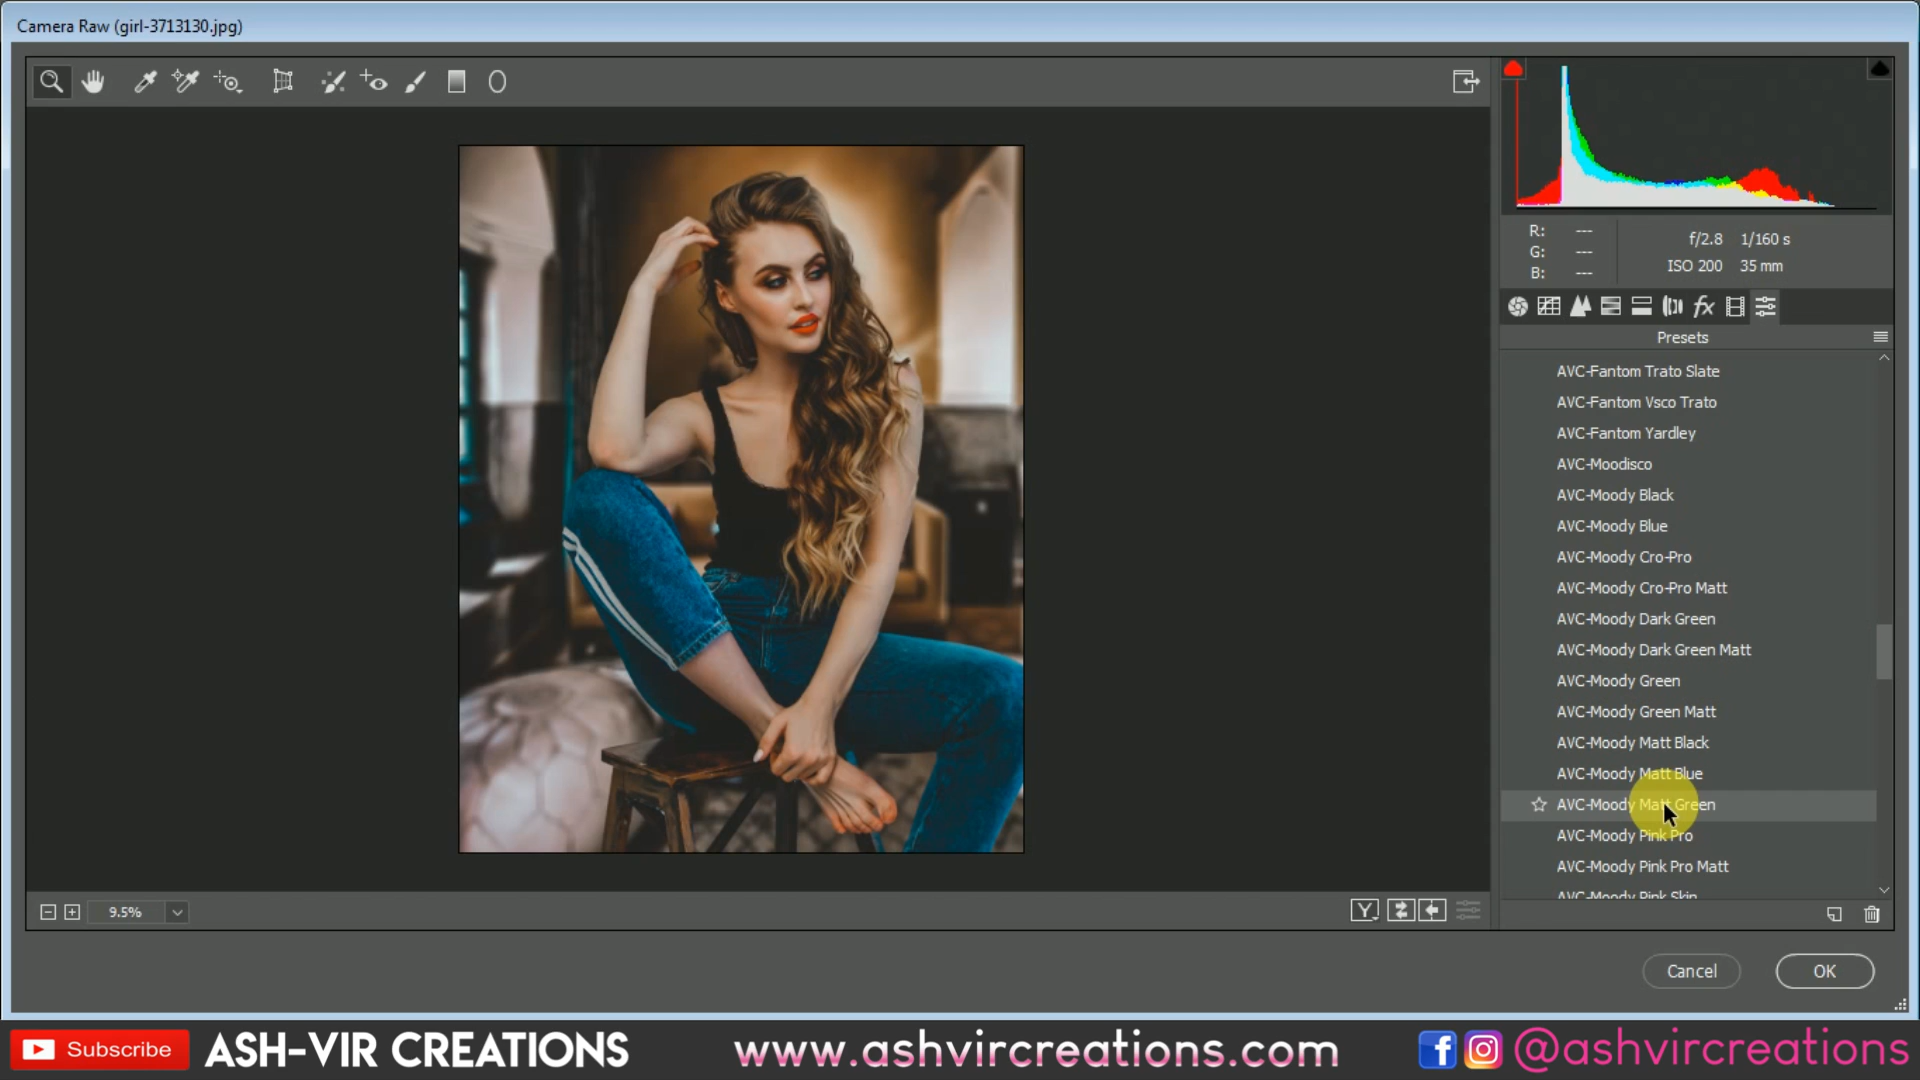 Camera Raw (girl-3713130.jpg)
R: ---
G: ---
B: ---
f/2.8 1/160 s
ISO 200 35 mm
fx
Presets
AVC-Fantom Trato Slate
AVC-Fantom Vsco Trato
AVC-Fantom Yardley
AVC-Moodisco
AVC-Moody Black
AVC-Moody Blue
AVC-Moody Cro-Pro
AVC-Moody Cro-Pro Matt
AVC-Moody Dark Green
AVC-Moody Dark Green Matt
AVC-Moody Green
AVC-Moody Green Matt
AVC-Moody Matt Black
AVC-Moody Matt Blue
AVC-Moody Matt Green
AVC-Moody Pink Pro
AVC-Moody Pink Pro Matt
AVC-Moody Pink Skin
9.5%
Y
Cancel OK
Subscribe ASH-VIR CREATIONS www.ashvircreations.com @ashvircreations